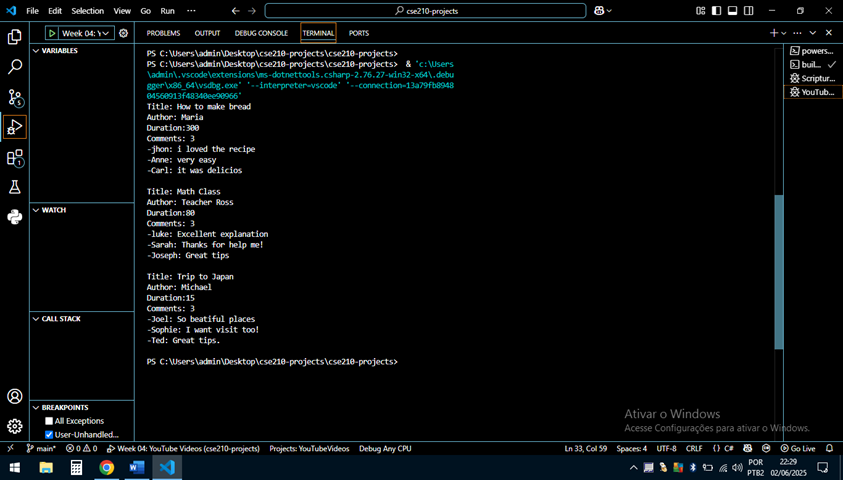 File Edit Selection View Go Run ··· cse210-projects
Week 04: Y
PROBLEMS OUTPUT DEBUG CONSOLE TERMINAL PORTS
VARIABLES
PS C:\Users\admin\Desktop\cse210-projects\cse210-projects>
PS C:\Users\admin\Desktop\cse210-projects\cse210-projects> & 'c:\Users
\admin\.vscode\extensions\ms-dotnettools.csharp-2.76.27-win32-x64\.debu
gger\x86_64\vsdbg.exe' '--interpreter=vscode' '--connection=13a79fb8948
04560913f48340ee90966'
Title: How to make bread
Author: Maria
Duration:300
Comments: 3
-jhon: i loved the recipe
-Anne: very easy
-Carl: it was delicios
Title: Math Class
Author: Teacher Ross
Duration:80
Comments: 3
-luke: Excellent explanation
-Sarah: Thanks for help me!
-Joseph: Great tips
Title: Trip to Japan
Author: Michael
Duration:15
Comments: 3
-Joel: So beatiful places
-Sophie: I want visit too!
-Ted: Great tips.
PS C:\Users\admin\Desktop\cse210-projects\cse210-projects>
powers...
buil...
Scriptur...
YouTub...
5
1
WATCH
CALL STACK
BREAKPOINTS
All Exceptions
User-Unhandled...
Ativar o Windows
Acesse Configurações para ativar o Windows.
main* 0 0 Week 04: YouTube Videos (cse210-projects) Projects: YouTubeVideos Debug Any CPU Ln 33, Col 59 Spaces: 4 UTF-8 CRLF {} C# Go Live
POR 22:29
PTB2 02/06/2025